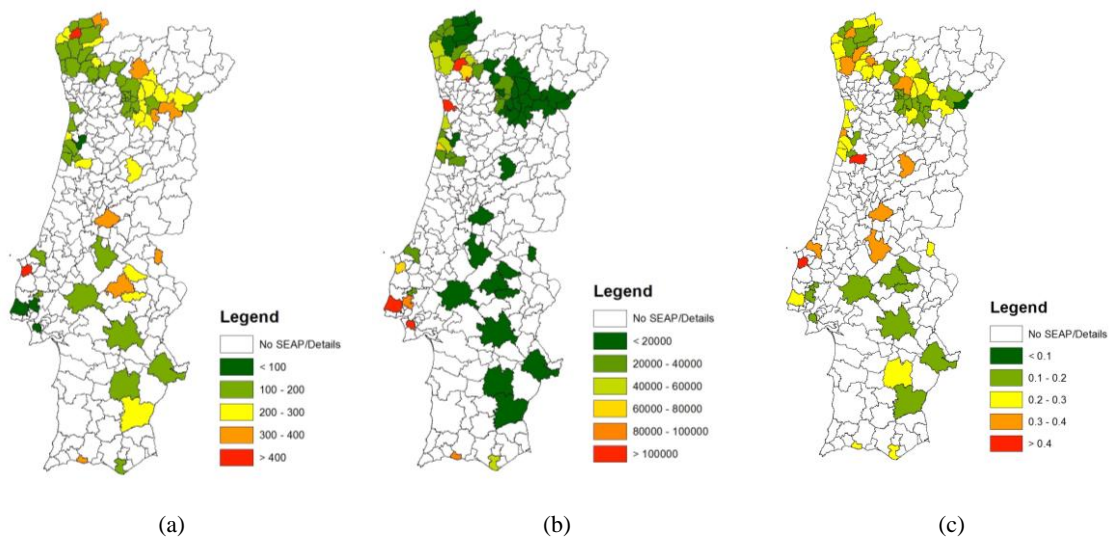 Legend
No SEAP/Details
< 100
100 - 200
200 - 300
300 - 400
> 400
Legend
No SEAP/Details
< 20000
20000 - 40000
40000 - 60000
60000 - 80000
80000 - 100000
> 100000
Legend
No SEAP/Details
< 0.1
0.1 - 0.2
0.2 - 0.3
0.3 - 0.4
> 0.4
(a)
(b)
(c)